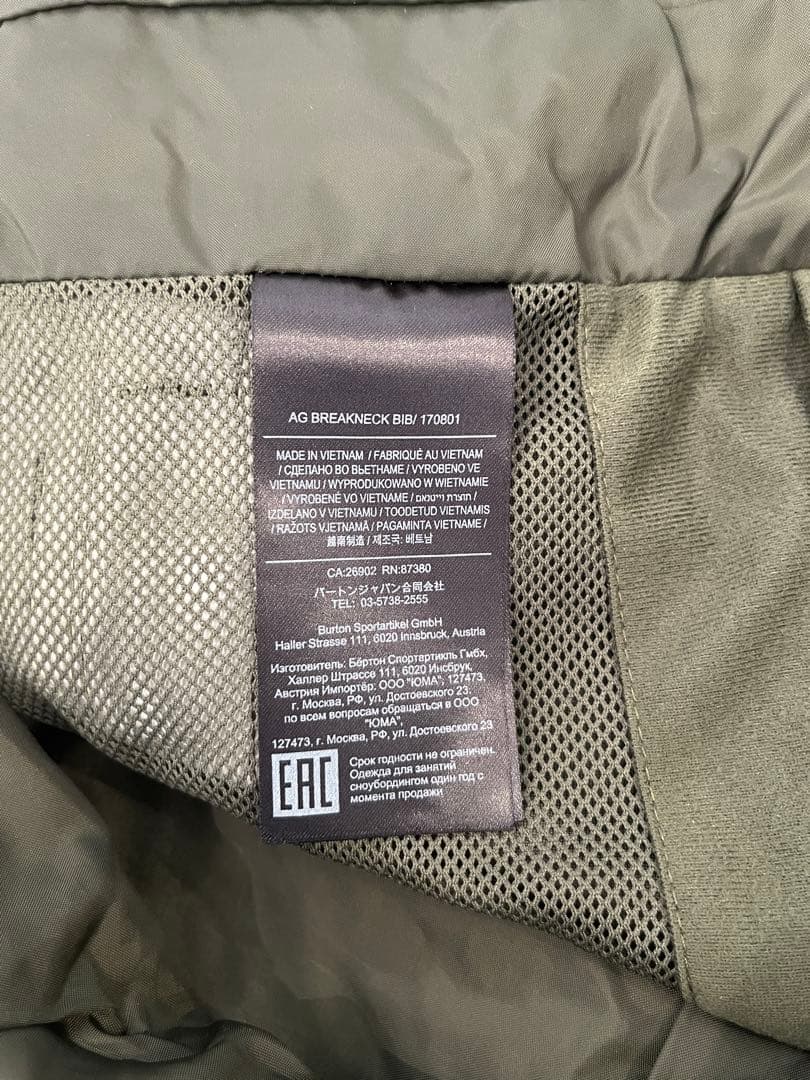 AG BREAKNECK BIB/ 170801
MADE IN VIETNAM / FABRIQUÉ AU VIETNAM
/ СДЕЛАНО ВО ВЬЕТНАМЕ / VYROBENO VE
VIETNAMU / WYPRODUKOWANO W WIETNAMIE
/ VYROBENÉ VO VIETNAME / תוצרת וייטנאם /
IZDELANO V VIETNAMU / TOODETUD VIETNAMIS
/ RAŽOTS VJETNAMĀ / PAGAMINTA VIETNAME /
越南制造 / 제조국: 베트남
CA:26902 RN:87380
バートンジャパン合同会社
TEL: 03-5738-2555
Burton Sportartikel GmbH
Haller Strasse 111, 6020 Innsbruck, Austria
Изготовитель: Бёртон Спортартикль Гмбх,
Халлер Штрассе 111, 6020 Инсбрук,
Австрия Импортёр: ООО "ЮМА"; 127473,
г. Москва, РФ, ул. Достоевского 23.
по всем вопросам обращаться в ООО
"ЮМА",
127473, г. Москва, РФ, ул. Достоевского 23
EAC
Срок годности не ограничен.
Одежда для занятий
сноубордингом один год с
момента продажи